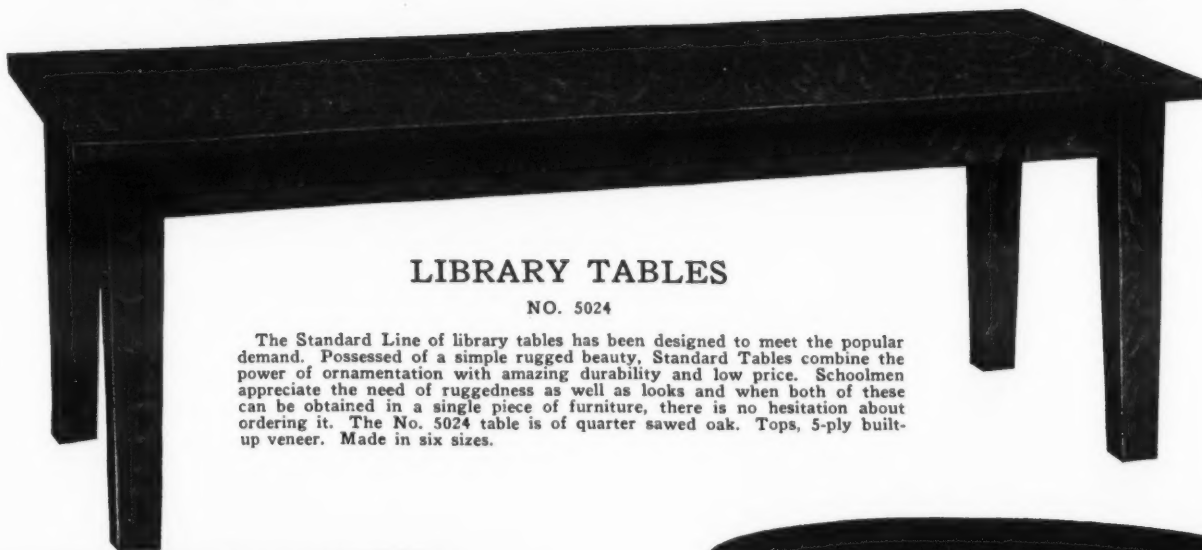 LIBRARY TABLES
NO. 5024
The Standard Line of library tables has been designed to meet the popular
demand. Possessed of a simple rugged beauty, Standard Tables combine the
power of ornamentation with amazing durability and low price. Schoolmen
appreciate the need of ruggedness as well as looks and when both of these
can be obtained in a single piece of furniture, there is no hesitation about
ordering it. The No. 5024 table is of quarter sawed oak. Tops, 5-ply built-
up veneer. Made in six sizes.